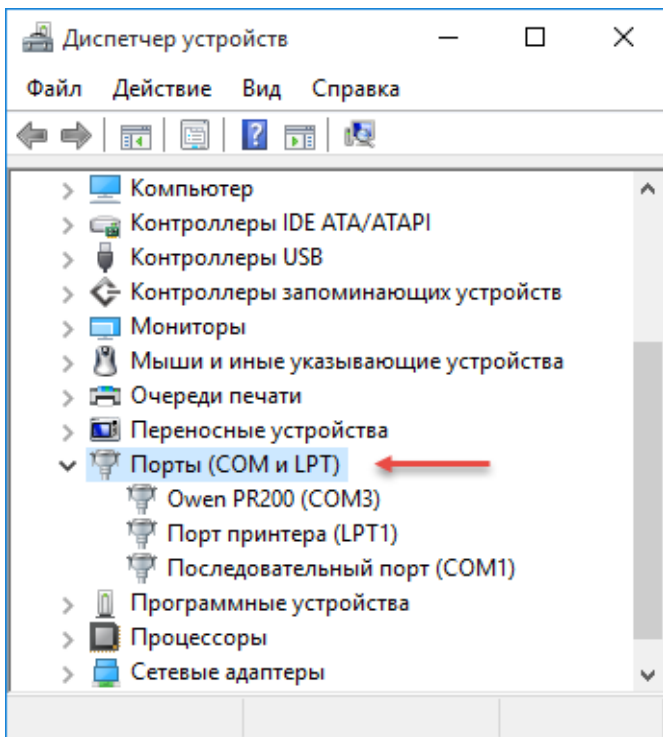 Диспетчер устройств
Файл Действие Вид Справка
Компьютер
Контроллеры IDE ATA/ATAPI
Контроллеры USB
Контроллеры запоминающих устройств
Мониторы
Мыши и иные указывающие устройства
Очереди печати
Переносные устройства
Порты (COM и LPT)
Owen PR200 (COM3)
Порт принтера (LPT1)
Последовательный порт (COM1)
Программные устройства
Процессоры
Сетевые адаптеры